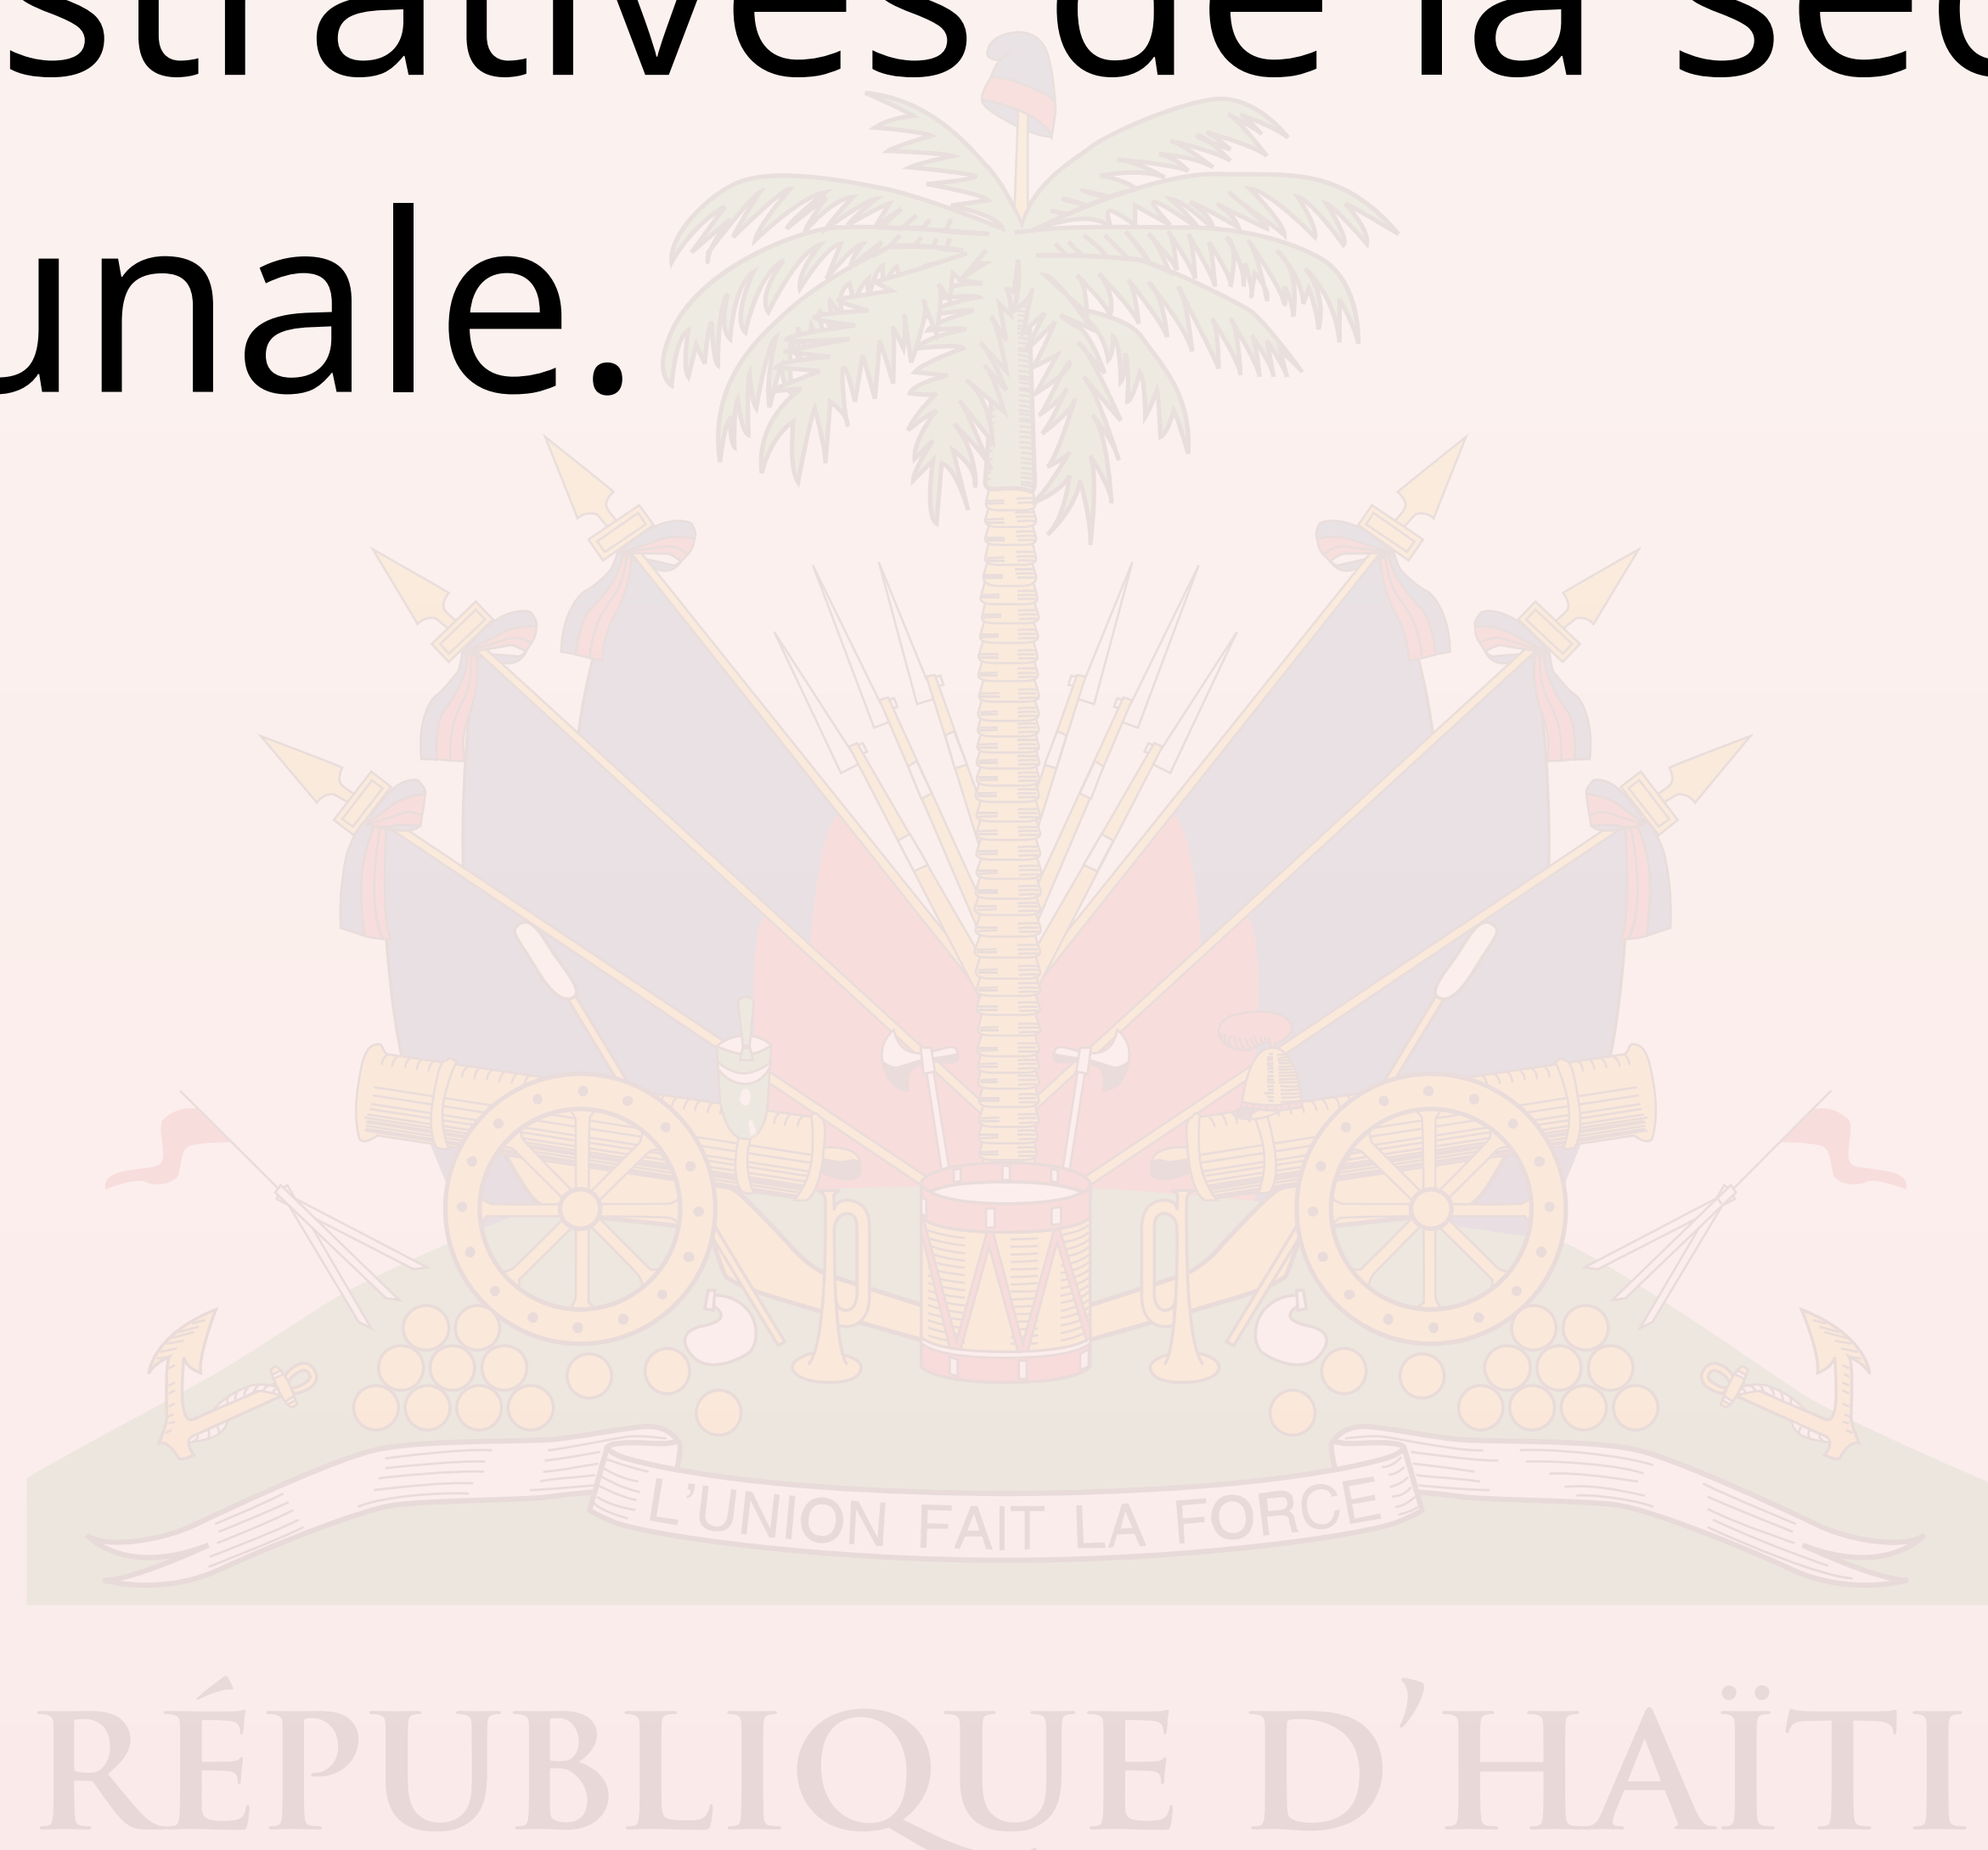 stratives de la sec
unale.
L'UNION FAIT LA FORCE
RÉPUBLIQUE D'HAÏTI